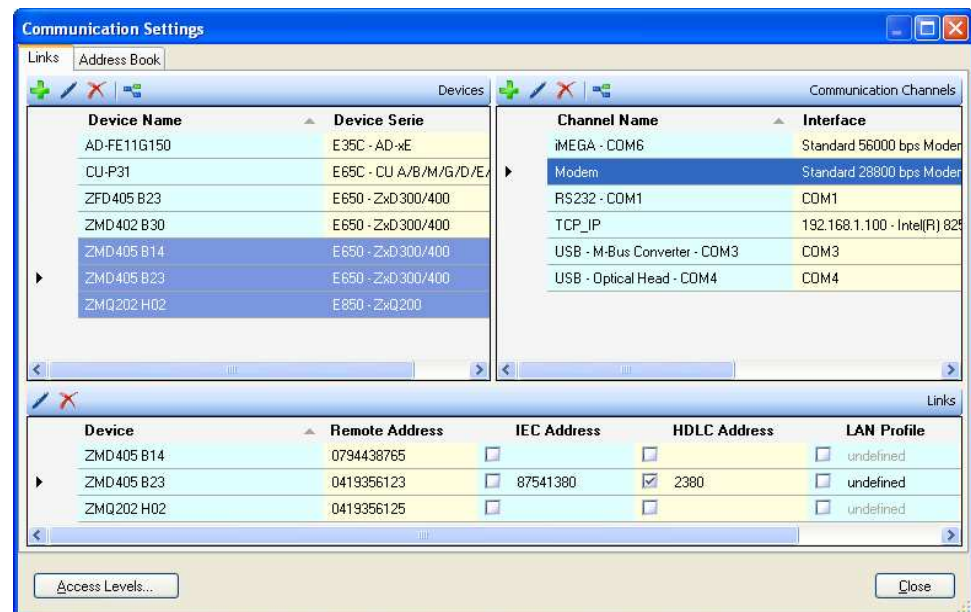 Communication Settings
Links Address Book
Devices
Device Name Device Serie
AD-FE11G150 E35C - AD-xE
CU-P31 E65C - CU A/B/M/G/D/E/
ZFD405 B23 E650 - ZxD300/400
ZMD402 B30 E650 - ZxD300/400
ZMD405 B14 E650 - ZxD300/400
ZMD405 B23 E650 - ZxD300/400
ZMQ202 H02 E850 - ZxQ200
Communication Channels
Channel Name Interface
iMEGA - COM6 Standard 56000 bps Moder
Modem Standard 28800 bps Moder
RS232 - COM1 COM1
TCP_IP 192.168.1.100 - Intel(R) 825
USB - M-Bus Converter - COM3 COM3
USB - Optical Head - COM4 COM4
Links
Device Remote Address IEC Address HDLC Address LAN Profile
ZMD405 B14 0794438765 undefined
ZMD405 B23 0419356123 87541380 2380 undefined
ZMQ202 H02 0419356125 undefined
Access Levels... Close